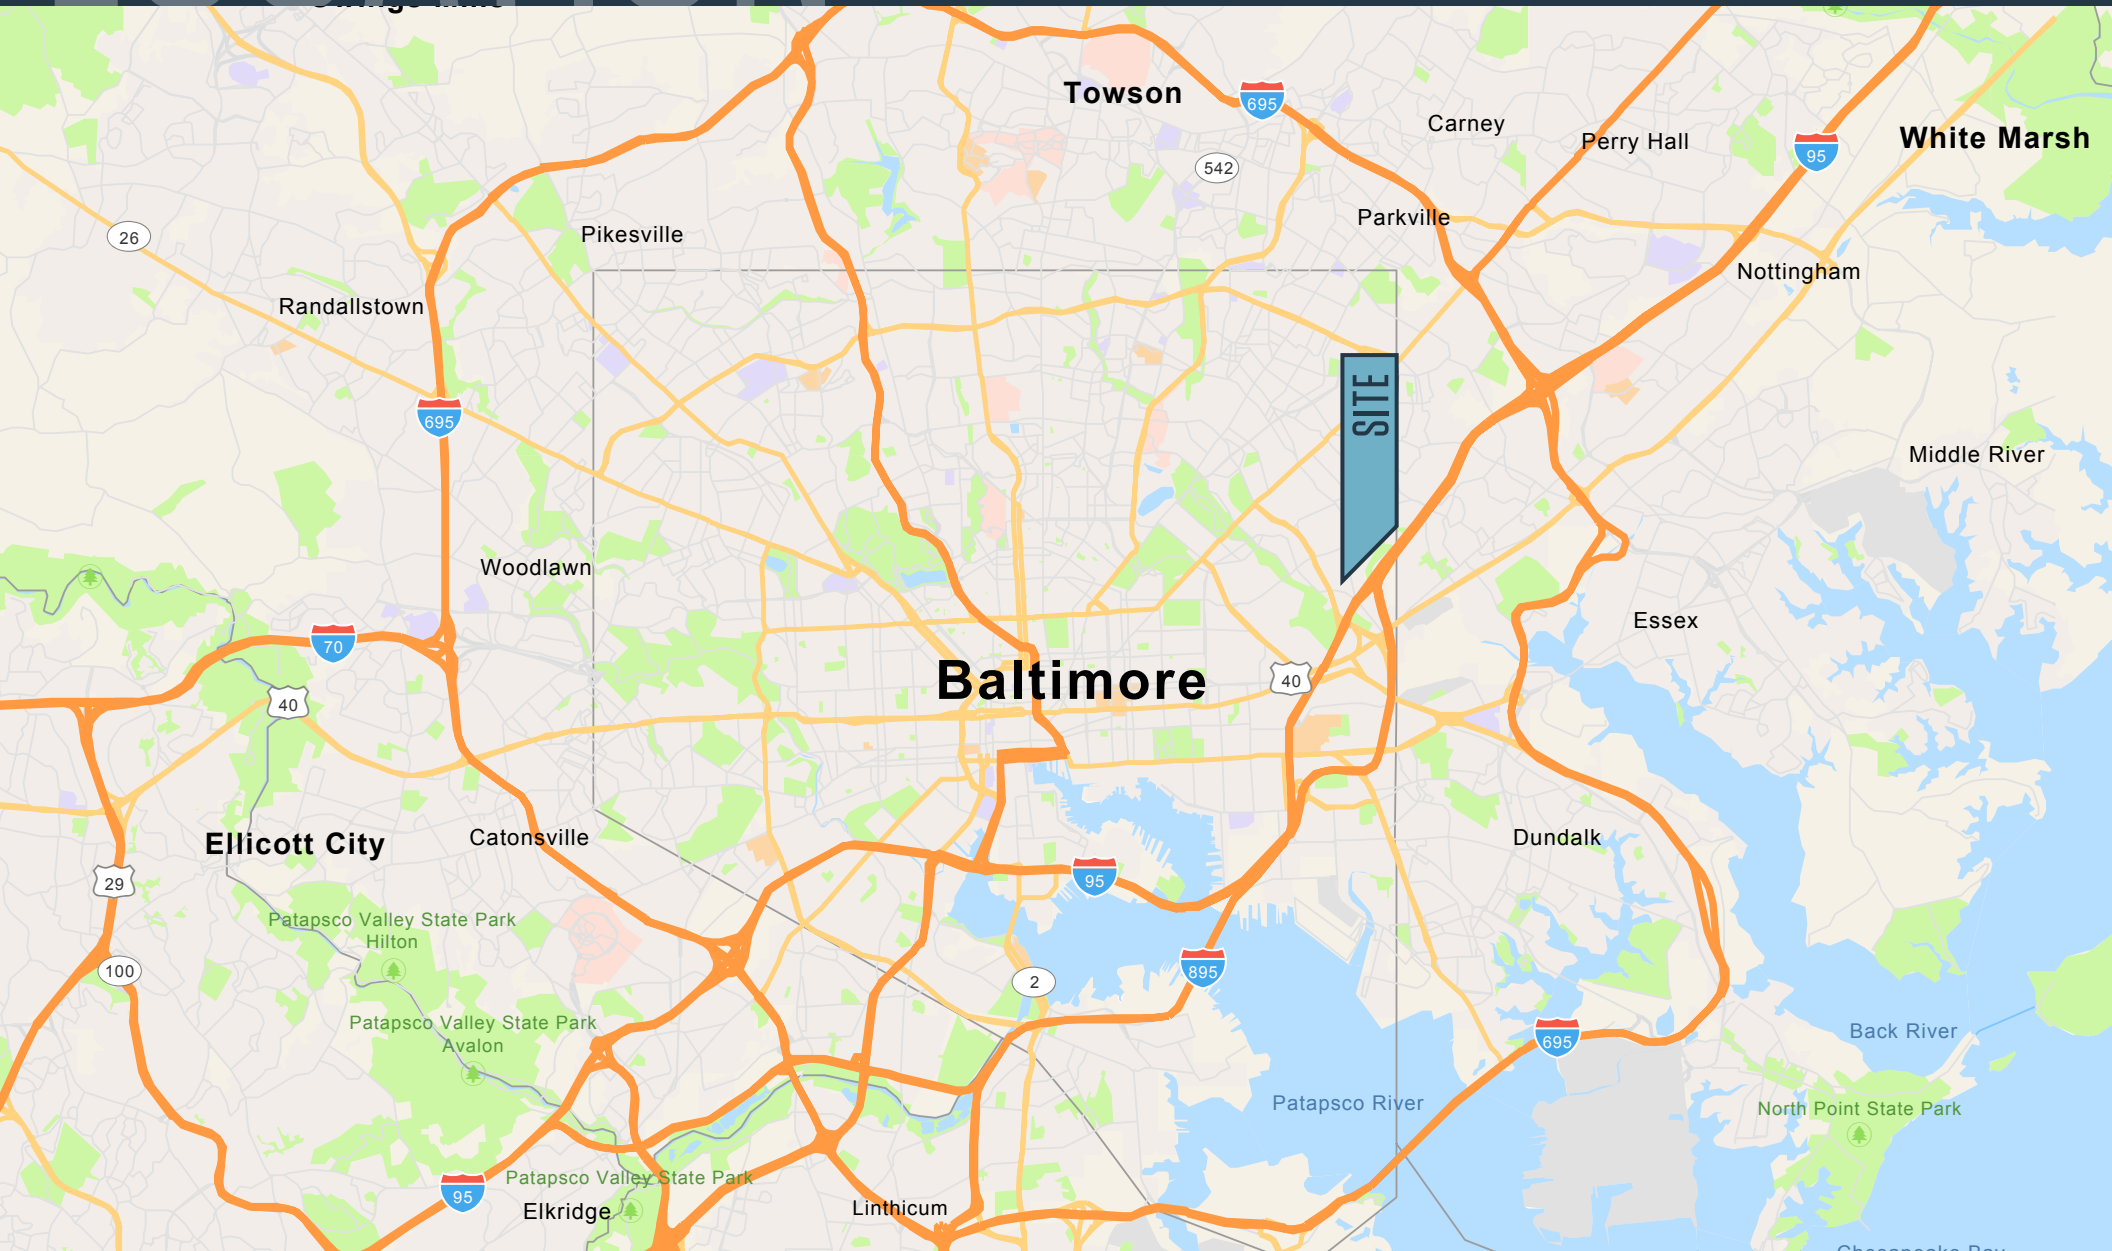 Towson
695
Carney
Perry Hall
95
White Marsh
542
26
Pikesville
Parkville
Nottingham
Randallstown
SITE
695
Middle River
Woodlawn
Essex
70
Baltimore
40
40
Ellicott City
Catonsville
Dundalk
29
95
Patapsco Valley State Park
Hilton
100
895
2
Patapsco Valley State Park
Avalon
695
Back River
Patapsco River
North Point State Park
Patapsco Valley State Park
95
Elkridge
Linthicum
Chesapeake Bay